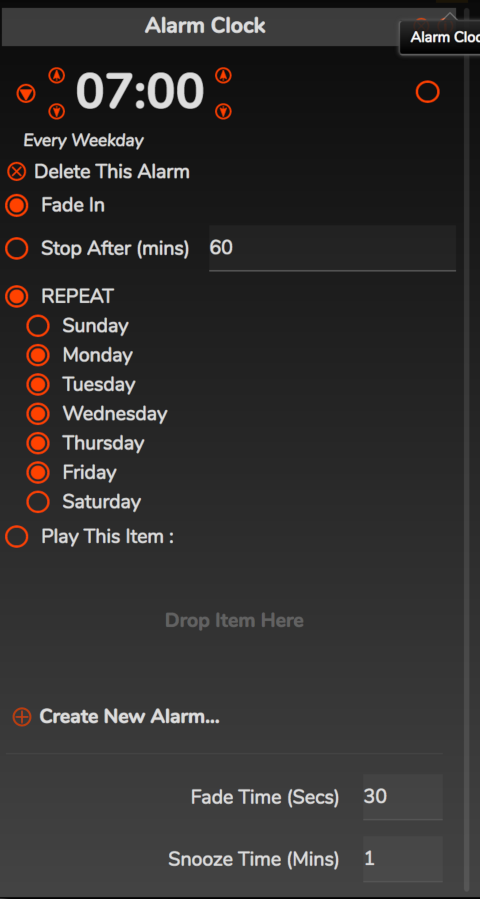 Alarm Clock
Alarm Cloc
07:00
Every Weekday
Delete This Alarm
Fade In
Stop After (mins) 60
REPEAT
Sunday
Monday
Tuesday
Wednesday
Thursday
Friday
Saturday
Play This Item :
Drop Item Here
Create New Alarm...
Fade Time (Secs) 30
Snooze Time (Mins) 1